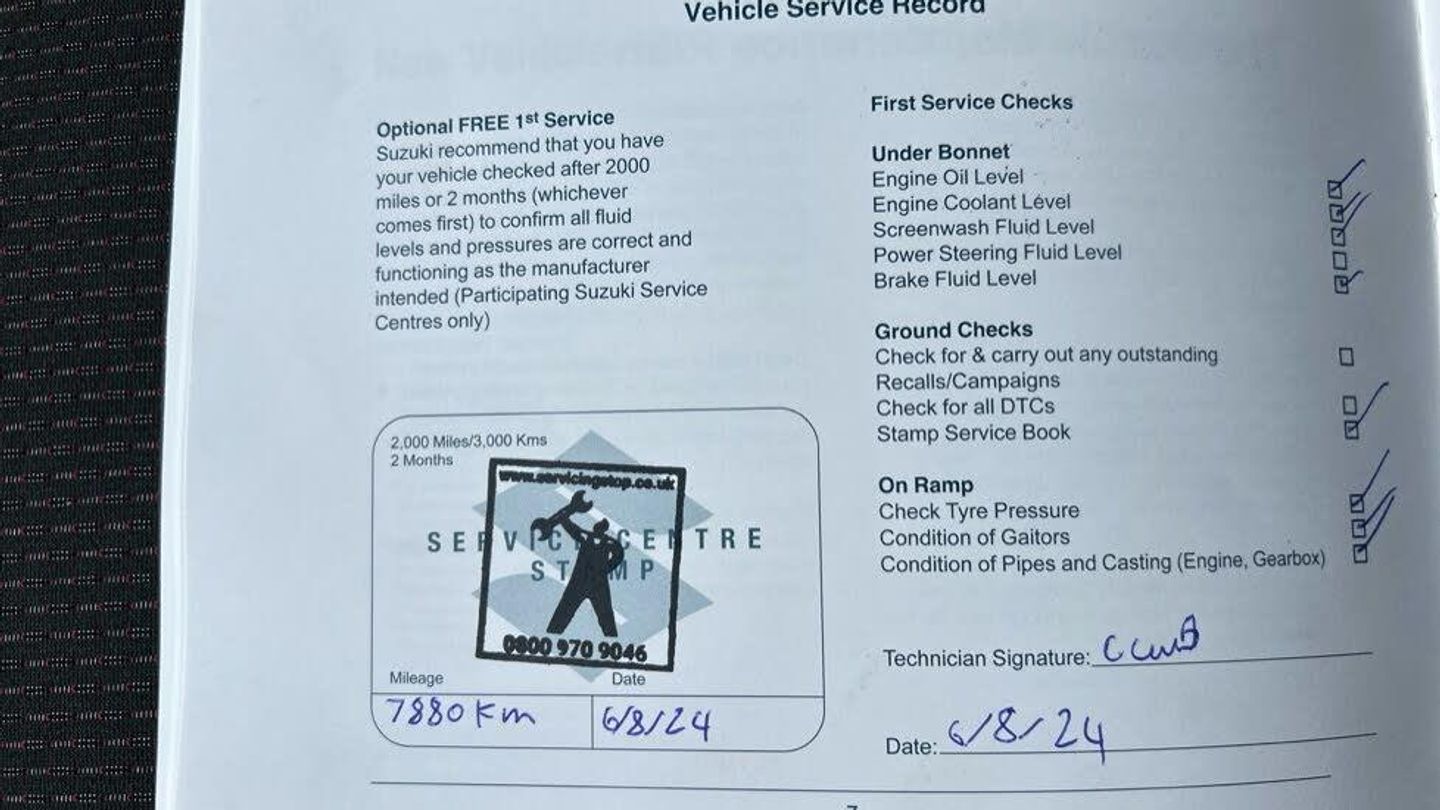 Vehicle Service Record
Optional FREE 1st Service
Suzuki recommend that you have
your vehicle checked after 2000
miles or 2 months (whichever
comes first) to confirm all fluid
levels and pressures are correct and
functioning as the manufacturer
intended (Participating Suzuki Service
Centres only)
2,000 Miles/3,000 Kms
2 Months
www.servicingstop.co.uk
SERVICE CENTRE
STAMP
0800 970 9046
Mileage
Date
7880 Km
6/8/24
First Service Checks
Under Bonnet
Engine Oil Level
Engine Coolant Level
Screenwash Fluid Level
Power Steering Fluid Level
Brake Fluid Level
Ground Checks
Check for & carry out any outstanding
Recalls/Campaigns
Check for all DTCs
Stamp Service Book
On Ramp
Check Tyre Pressure
Condition of Gaitors
Condition of Pipes and Casting (Engine, Gearbox)
Technician Signature:
Date: 6/8/24